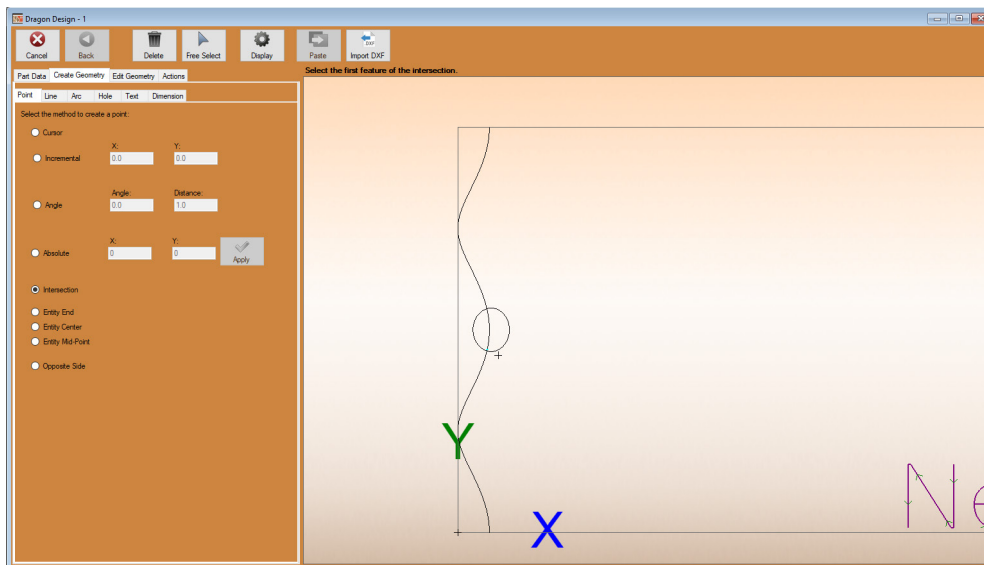 Dragon Design - 1
Cancel Back Delete Free Select Display Paste DXF Import DXF
Part Data Create Geometry Edit Geometry Actions
Select the first feature of the intersection.
Point Line Arc Hole Text Dimension
Select the method to create a point:
Cursor
X: Y:
Incremental 0.0 0.0
Angle: Distance:
Angle 0.0 1.0
X: Y:
Absolute 0 0 Apply
Intersection
Entity End
Entity Center
Entity Mid-Point
Opposite Side
Y
X
Ne